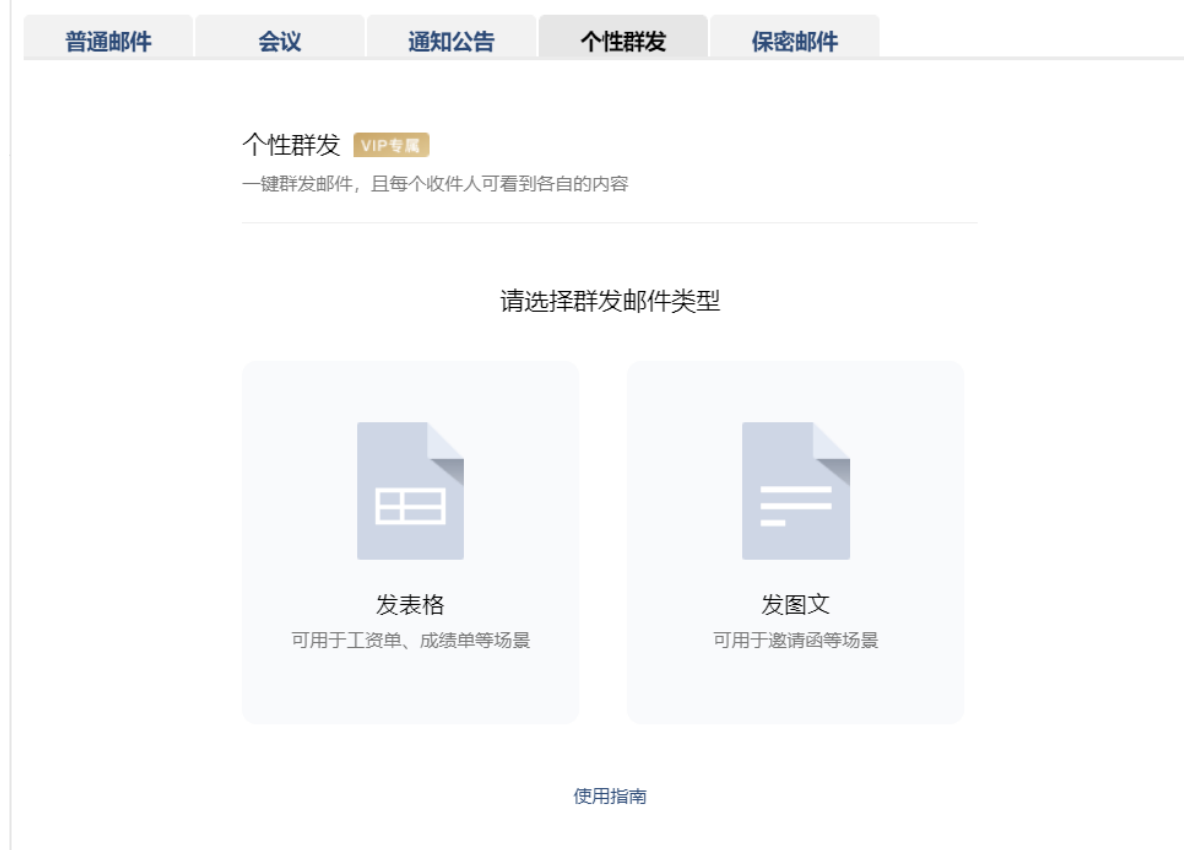 普通邮件 会议 通知公告 个性群发 保密邮件
个性群发 VIP专属
一键群发邮件，且每个收件人可看到各自的内容
请选择群发邮件类型
发表格 发图文
可用于工资单、成绩单等场景 可用于邀请函等场景
使用指南